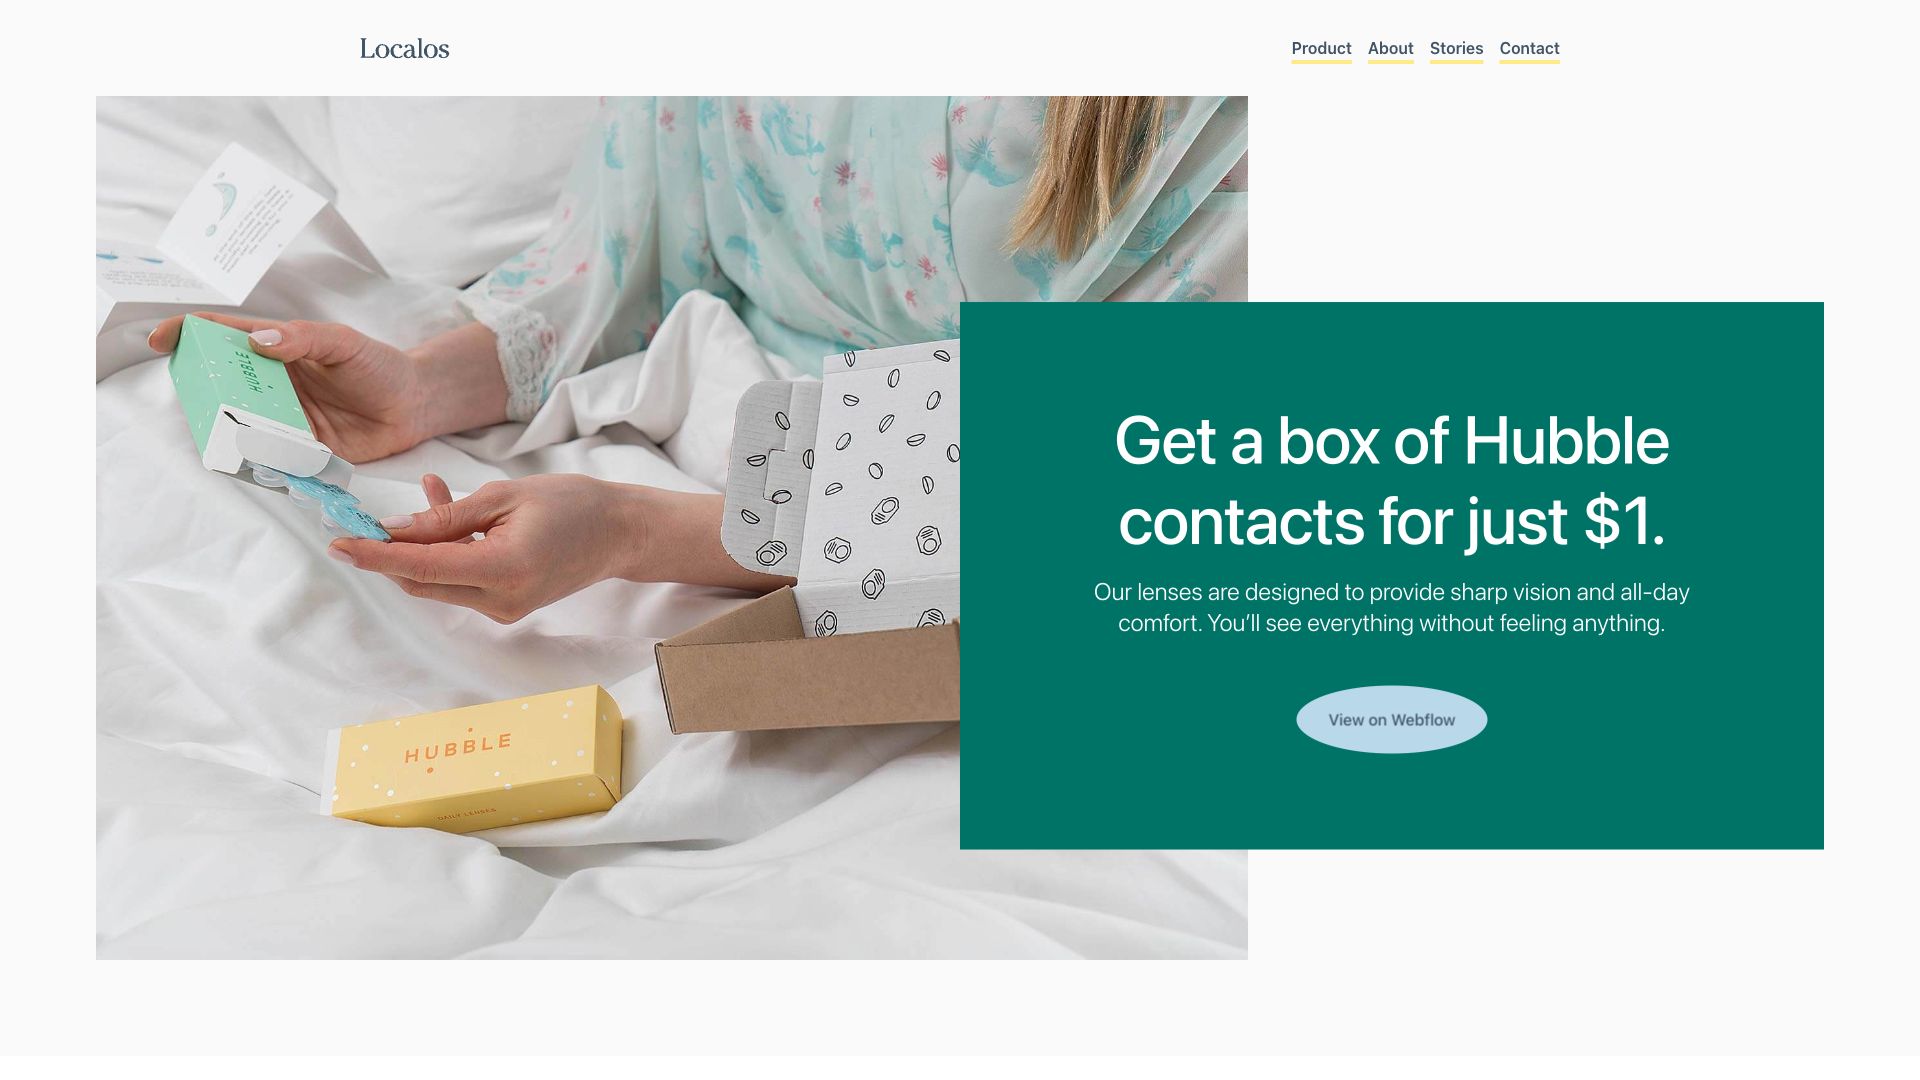 Localos
Product About Stories Contact
HUBBLE
Get a box of Hubble
contacts for just $1.
Our lenses are designed to provide sharp vision and all-day
comfort. You’ll see everything without feeling anything.
View on Webflow
HUBBLE
DAILY LENSES